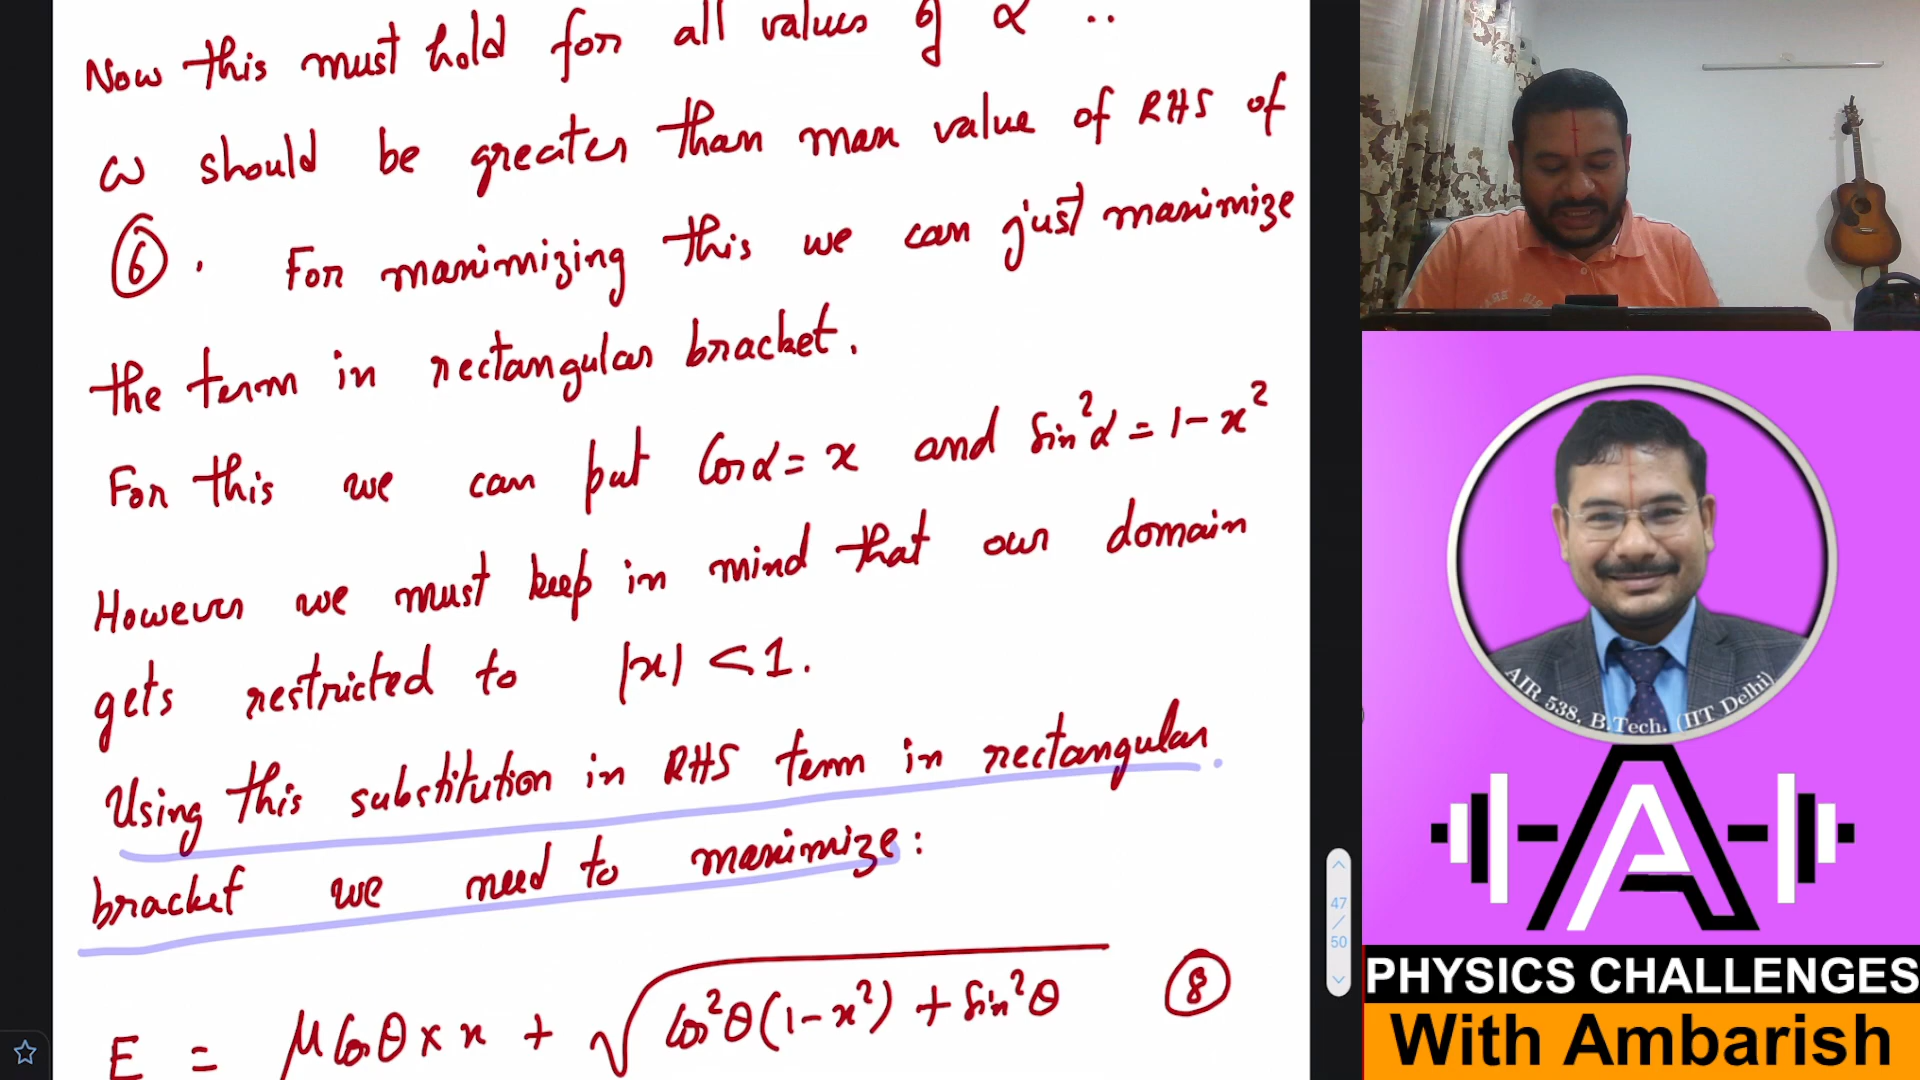 Now this must hold for all values of α ..
ω should be greater than max value of RHS of
⑥. For maximizing this we can just maximize
the term in rectangular bracket.
For this we can put Cosα = x and Sin²α = 1-x²
However we must keep in mind that our domain
gets restricted to |x| < 1.
Using this substitution in RHS term in rectangular
bracket we need to maximize:
E = μCosθ × x + √(Cos²θ(1-x²) + Sin²θ) ⑧
47
/
50
AIR 538, B.Tech. (IIT Delhi)
A
PHYSICS CHALLENGES
With Ambarish